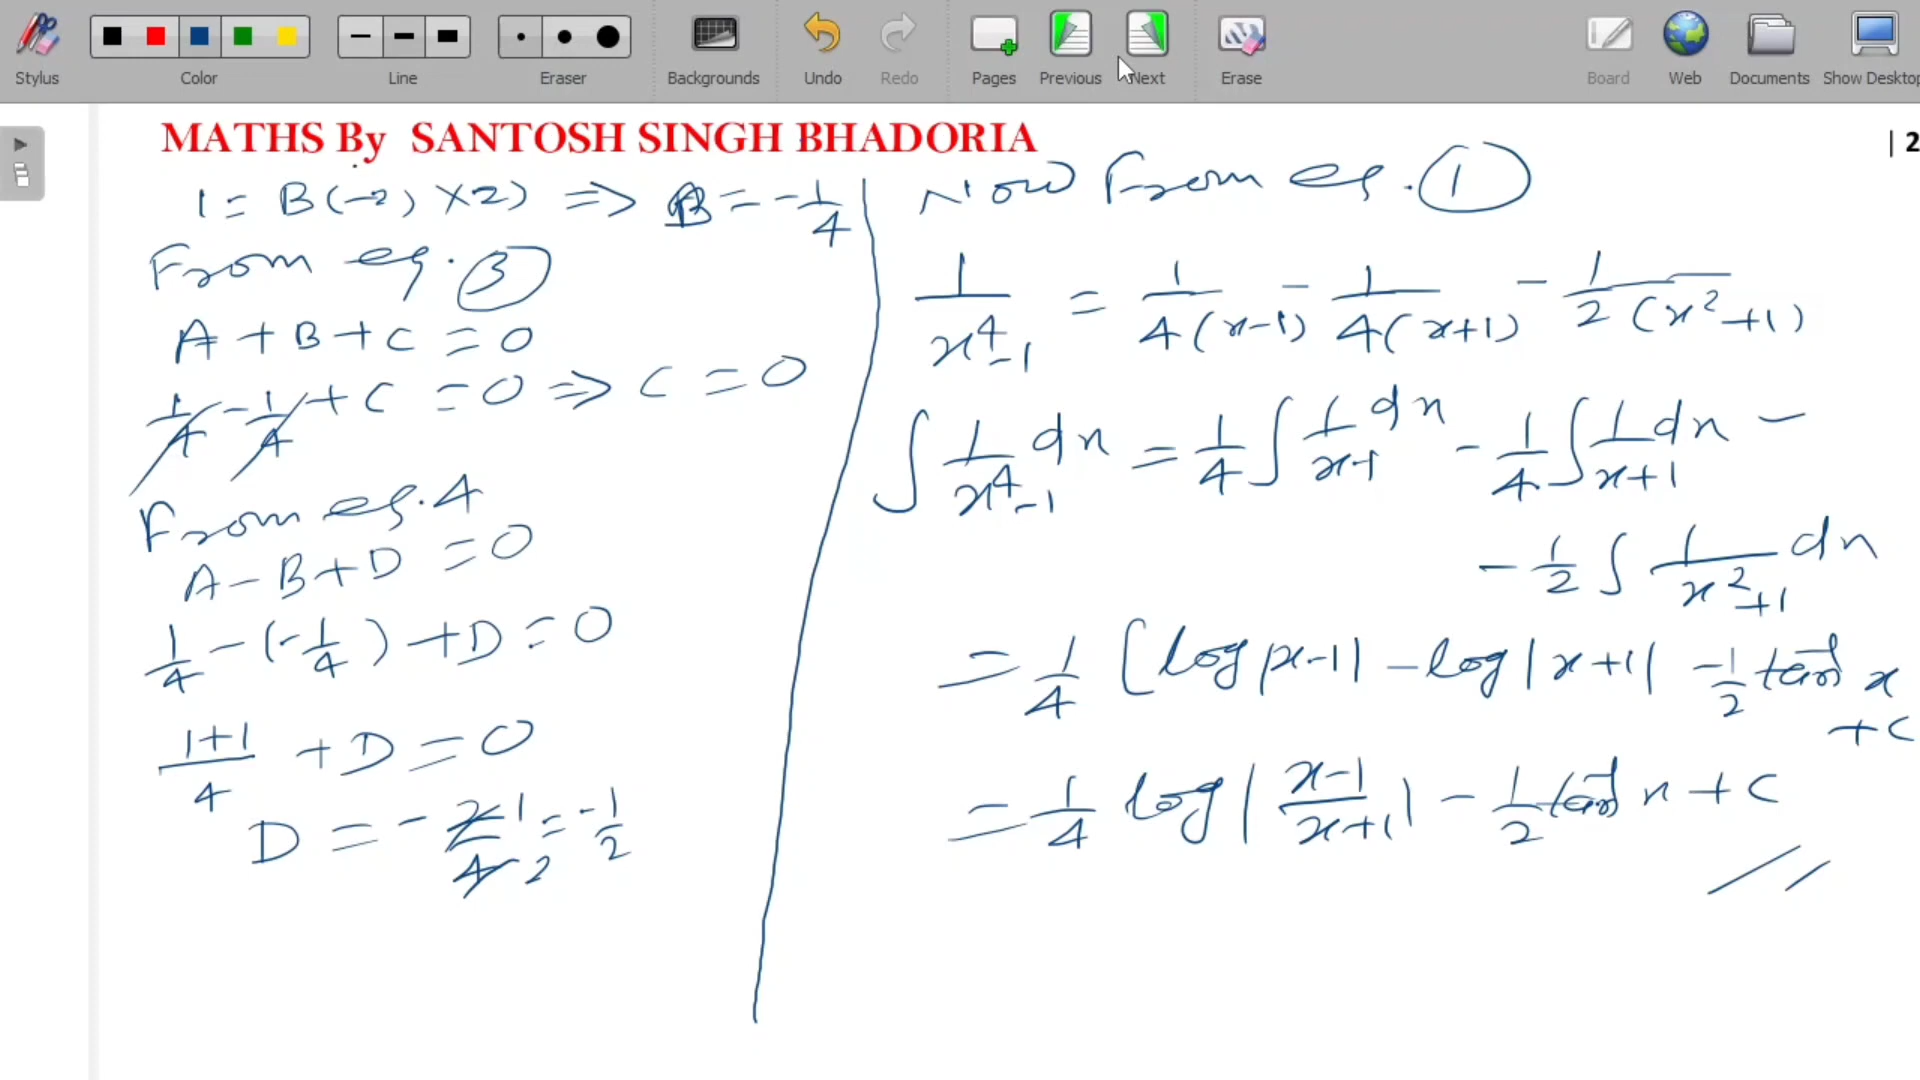 Stylus Color Line Eraser Backgrounds Undo Redo Pages Previous Next Erase Board Web Documents Show Desktop
MATHS By SANTOSH SINGH BHADORIA
| 2
1 = B(-2) X2) => B = -1/4
From eq. 3
A + B + C = 0
1/4 - 1/4 + C = 0 => C = 0
From eq. 4
A - B + D = 0
1/4 - (-1/4) + D = 0
1+1/4 + D = 0
D = - 2 1/4 2 = -1/2
Now From eq. 1
1/x⁴-1 = 1/4(x-1) - 1/4(x+1) - 1/2(x²+1)
∫ 1/x⁴-1 dx = 1/4 ∫ 1/x-1 dx - 1/4 ∫ 1/x+1 dx -
- 1/2 ∫ 1/x²+1 dx
= 1/4 [log |x-1| - log |x+1| - 1/2 tan⁻¹ x
+ C
= 1/4 log | x-1/x+1 | - 1/2 tan⁻¹ x + C